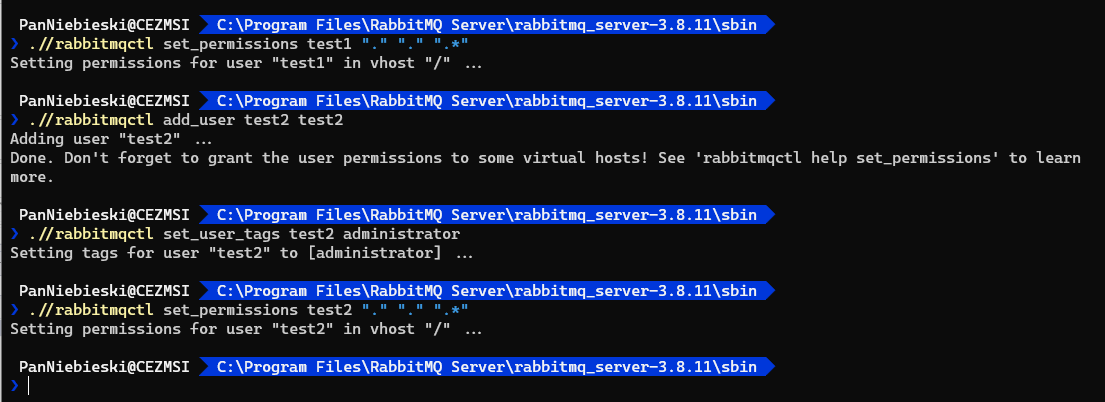 PanNiebieski@CEZMSI C:\Program Files\RabbitMQ Server\rabbitmq_server-3.8.11\sbin
❯ .//rabbitmqctl set_permissions test1 "." "." ".*"
Setting permissions for user "test1" in vhost "/" ...
PanNiebieski@CEZMSI C:\Program Files\RabbitMQ Server\rabbitmq_server-3.8.11\sbin
❯ .//rabbitmqctl add_user test2 test2
Adding user "test2" ...
Done. Don't forget to grant the user permissions to some virtual hosts! See 'rabbitmqctl help set_permissions' to learn
more.
PanNiebieski@CEZMSI C:\Program Files\RabbitMQ Server\rabbitmq_server-3.8.11\sbin
❯ .//rabbitmqctl set_user_tags test2 administrator
Setting tags for user "test2" to [administrator] ...
PanNiebieski@CEZMSI C:\Program Files\RabbitMQ Server\rabbitmq_server-3.8.11\sbin
❯ .//rabbitmqctl set_permissions test2 "." "." ".*"
Setting permissions for user "test2" in vhost "/" ...
PanNiebieski@CEZMSI C:\Program Files\RabbitMQ Server\rabbitmq_server-3.8.11\sbin
❯